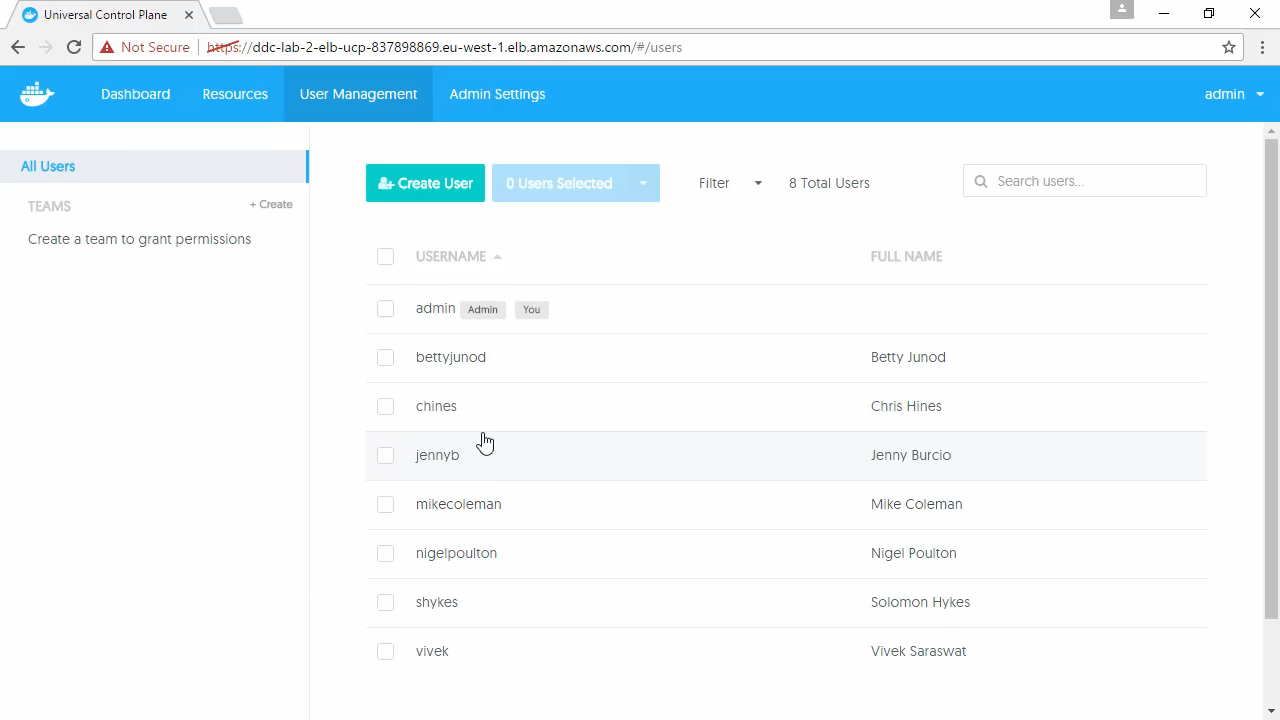 Universal Control Plane
Not Secure https://ddc-lab-2-elb-ucp-837898869.eu-west-1.elb.amazonaws.com/#/users
Dashboard Resources User Management Admin Settings admin
All Users
TEAMS + Create
Create a team to grant permissions
Create User 0 Users Selected Filter 8 Total Users Search users...
USERNAME FULL NAME
admin Admin You
bettyjunod Betty Junod
chines Chris Hines
jennyb Jenny Burcio
mikecoleman Mike Coleman
nigelpoulton Nigel Poulton
shykes Solomon Hykes
vivek Vivek Saraswat